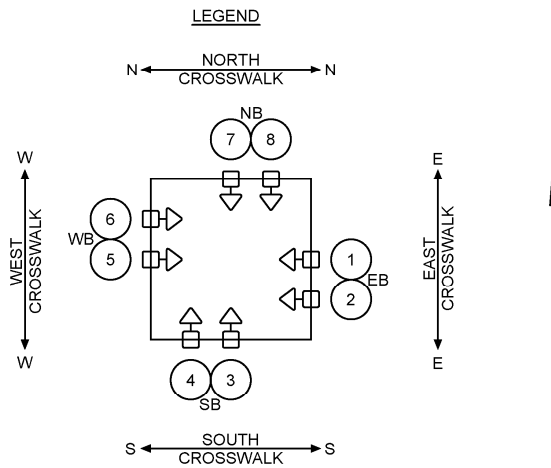 LEGEND
NORTH
N N
CROSSWALK
NB
7 8
W E
6
WB
5
WEST
CROSSWALK
1
EB
2
EAST
CROSSWALK
W E
4 3
SB
SOUTH
S S
CROSSWALK